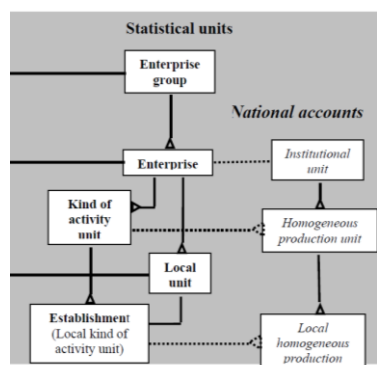 Statistical units
Enterprise
group
National accounts
Enterprise
Institutional
unit
Kind of
activity
unit
Homogeneous
production unit
Local
unit
Establishment
(Local kind of
activity unit)
Local
homogeneous
production